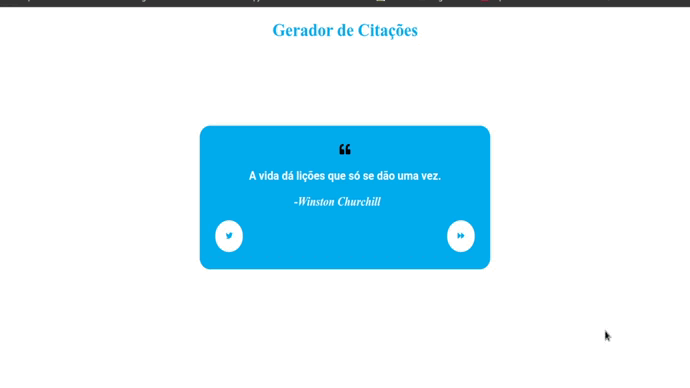 Gerador de Citações
A vida dá lições que só se dão uma vez.
-Winston Churchill